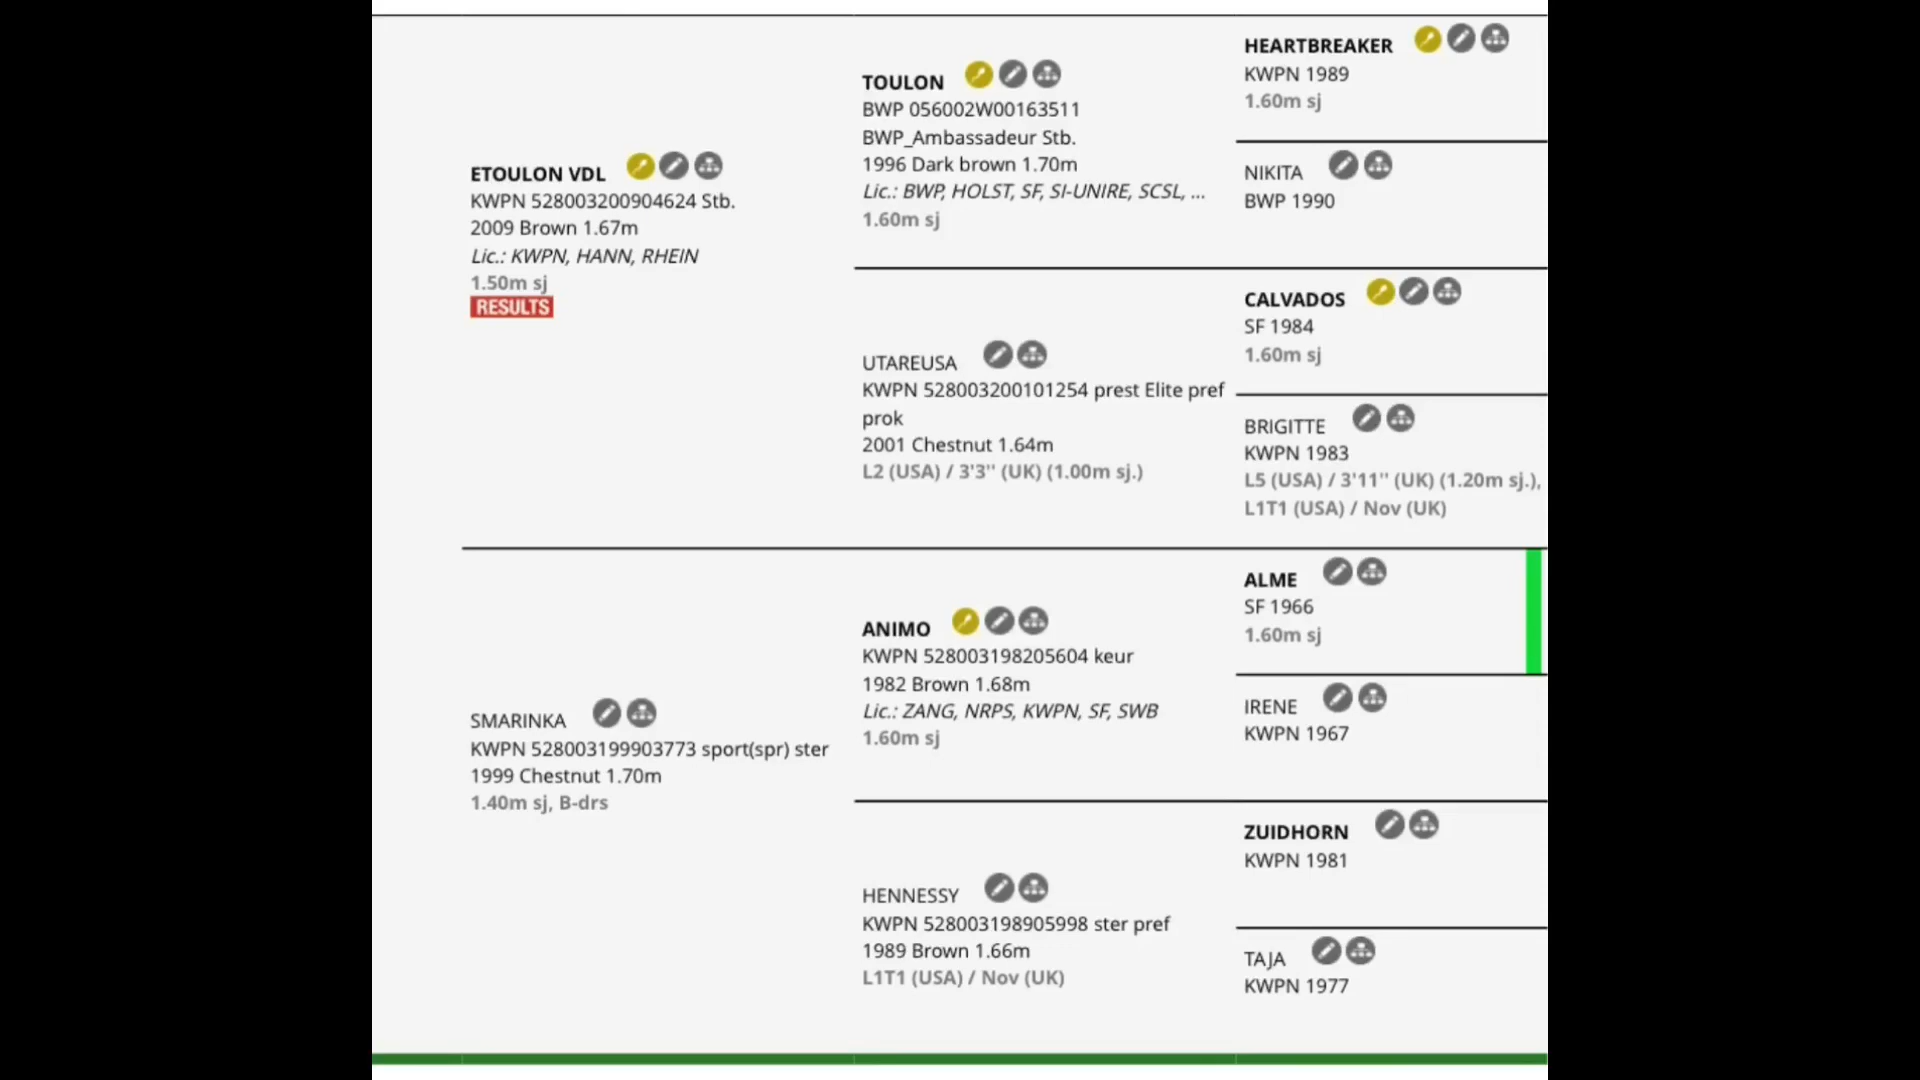 ETOULON VDL
KWPN 528003200904624 Stb.
2009 Brown 1.67m
Lic.: KWPN, HANN, RHEIN
1.50m sj
RESULTS
SMARINKA
KWPN 528003199903773 sport(spr) ster
1999 Chestnut 1.70m
1.40m sj, B-drs
TOULON
BWP 056002W00163511
BWP_Ambassadeur Stb.
1996 Dark brown 1.70m
Lic.: BWP, HOLST, SF, SI-UNIRE, SCSL, ...
1.60m sj
UTAREUSA
KWPN 528003200101254 prest Elite pref
prok
2001 Chestnut 1.64m
L2 (USA) / 3'3'' (UK) (1.00m sj.)
ANIMO
KWPN 528003198205604 keur
1982 Brown 1.68m
Lic.: ZANG, NRPS, KWPN, SF, SWB
1.60m sj
HENNESSY
KWPN 528003198905998 ster pref
1989 Brown 1.66m
L1T1 (USA) / Nov (UK)
HEARTBREAKER
KWPN 1989
1.60m sj
NIKITA
BWP 1990
CALVADOS
SF 1984
1.60m sj
BRIGITTE
KWPN 1983
L5 (USA) / 3'11'' (UK) (1.20m sj.),
L1T1 (USA) / Nov (UK)
ALME
SF 1966
1.60m sj
IRENE
KWPN 1967
ZUIDHORN
KWPN 1981
TAJA
KWPN 1977